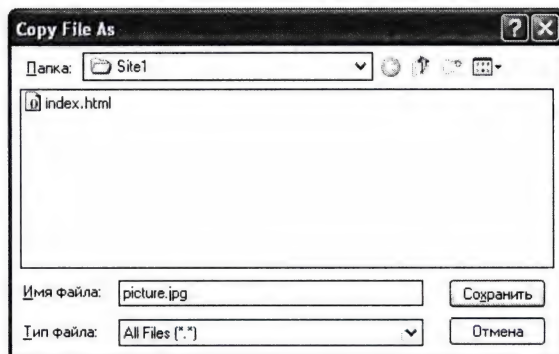 Copy File As
Папка: Site1
index.html
Имя файла: picture.jpg Сохранить
Тип файла: All Files (*.*) Отмена